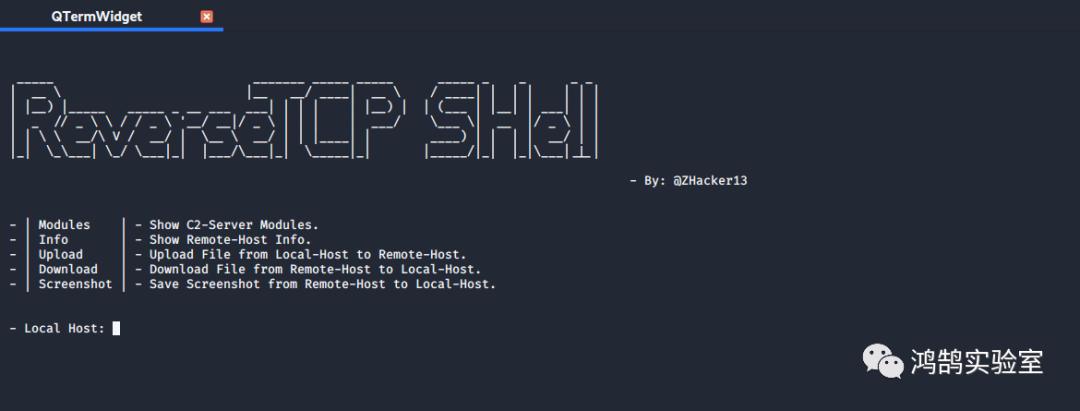 QTermWidget
ReverseTCP SHell
- By: @ZHacker13
- | Modules | - Show C2-Server Modules.
- | Info | - Show Remote-Host Info.
- | Upload | - Upload File from Local-Host to Remote-Host.
- | Download | - Download File from Remote-Host to Local-Host.
- | Screenshot | - Save Screenshot from Remote-Host to Local-Host.
- Local Host:
鸿鹄实验室